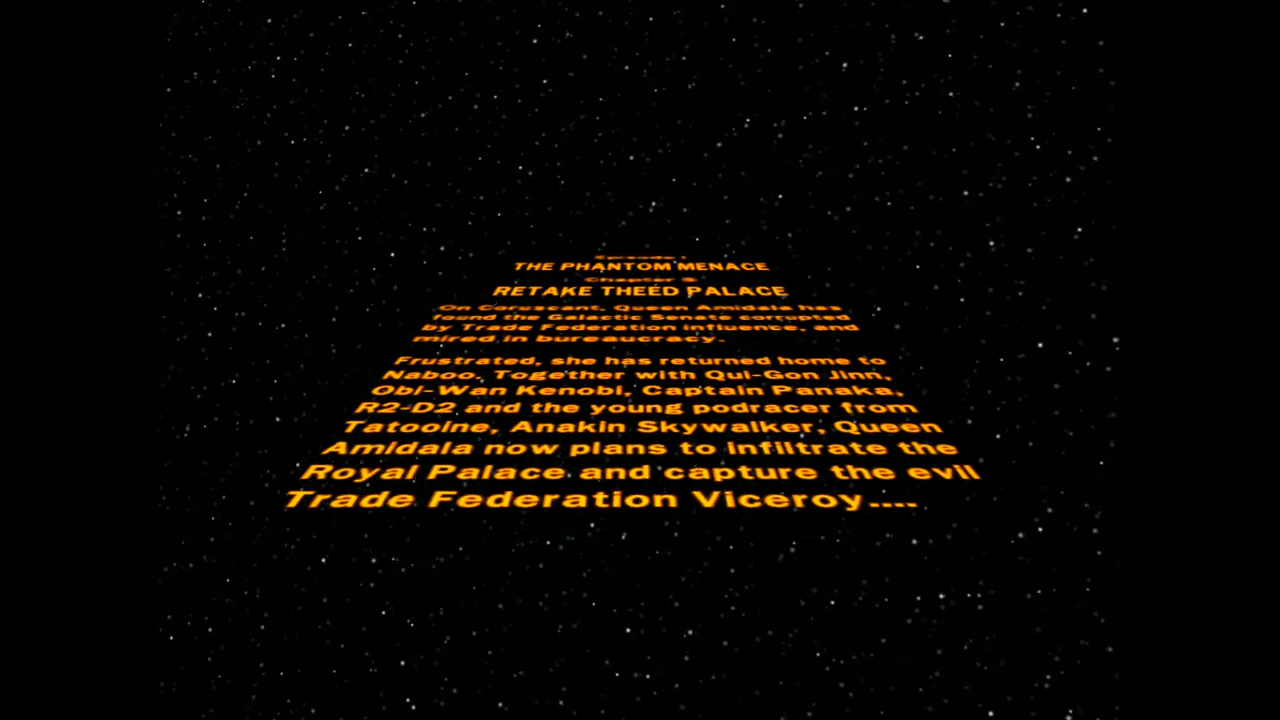 Episode I
THE PHANTOM MENACE
Chapter 5
RETAKE THEED PALACE
On Coruscant, Queen Amidala has
found the Galactic Senate corrupted
by Trade Federation influence, and
mired in bureaucracy.
Frustrated, she has returned home to
Naboo. Together with Qui-Gon Jinn,
Obi-Wan Kenobi, Captain Panaka,
R2-D2 and the young podracer from
Tatooine, Anakin Skywalker, Queen
Amidala now plans to infiltrate the
Royal Palace and capture the evil
Trade Federation Viceroy....